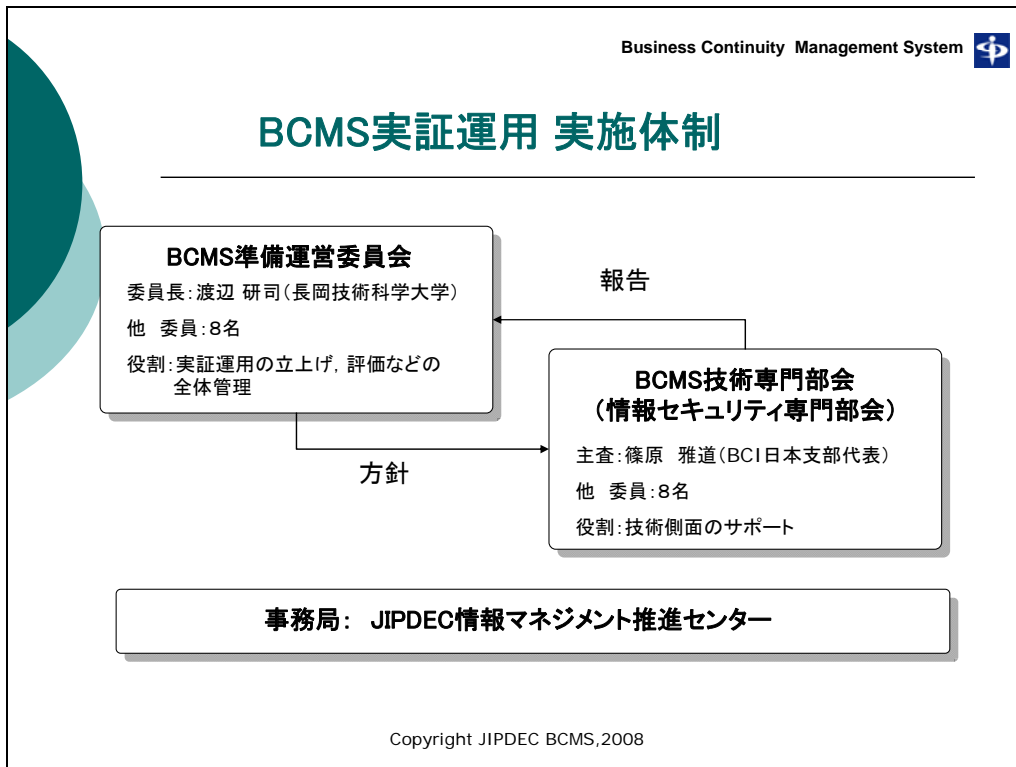 Business Continuity Management System
BCMS実証運用 実施体制
BCMS準備運営委員会
委員長:渡辺 研司(長岡技術科学大学)
他 委員:8名
役割:実証運用の立上げ, 評価などの
全体管理
報告
BCMS技術専門部会
(情報セキュリティ専門部会)
主査:篠原 雅道(BCI日本支部代表)
他 委員:8名
役割:技術側面のサポート
方針
事務局: JIPDEC情報マネジメント推進センター
Copyright JIPDEC BCMS,2008